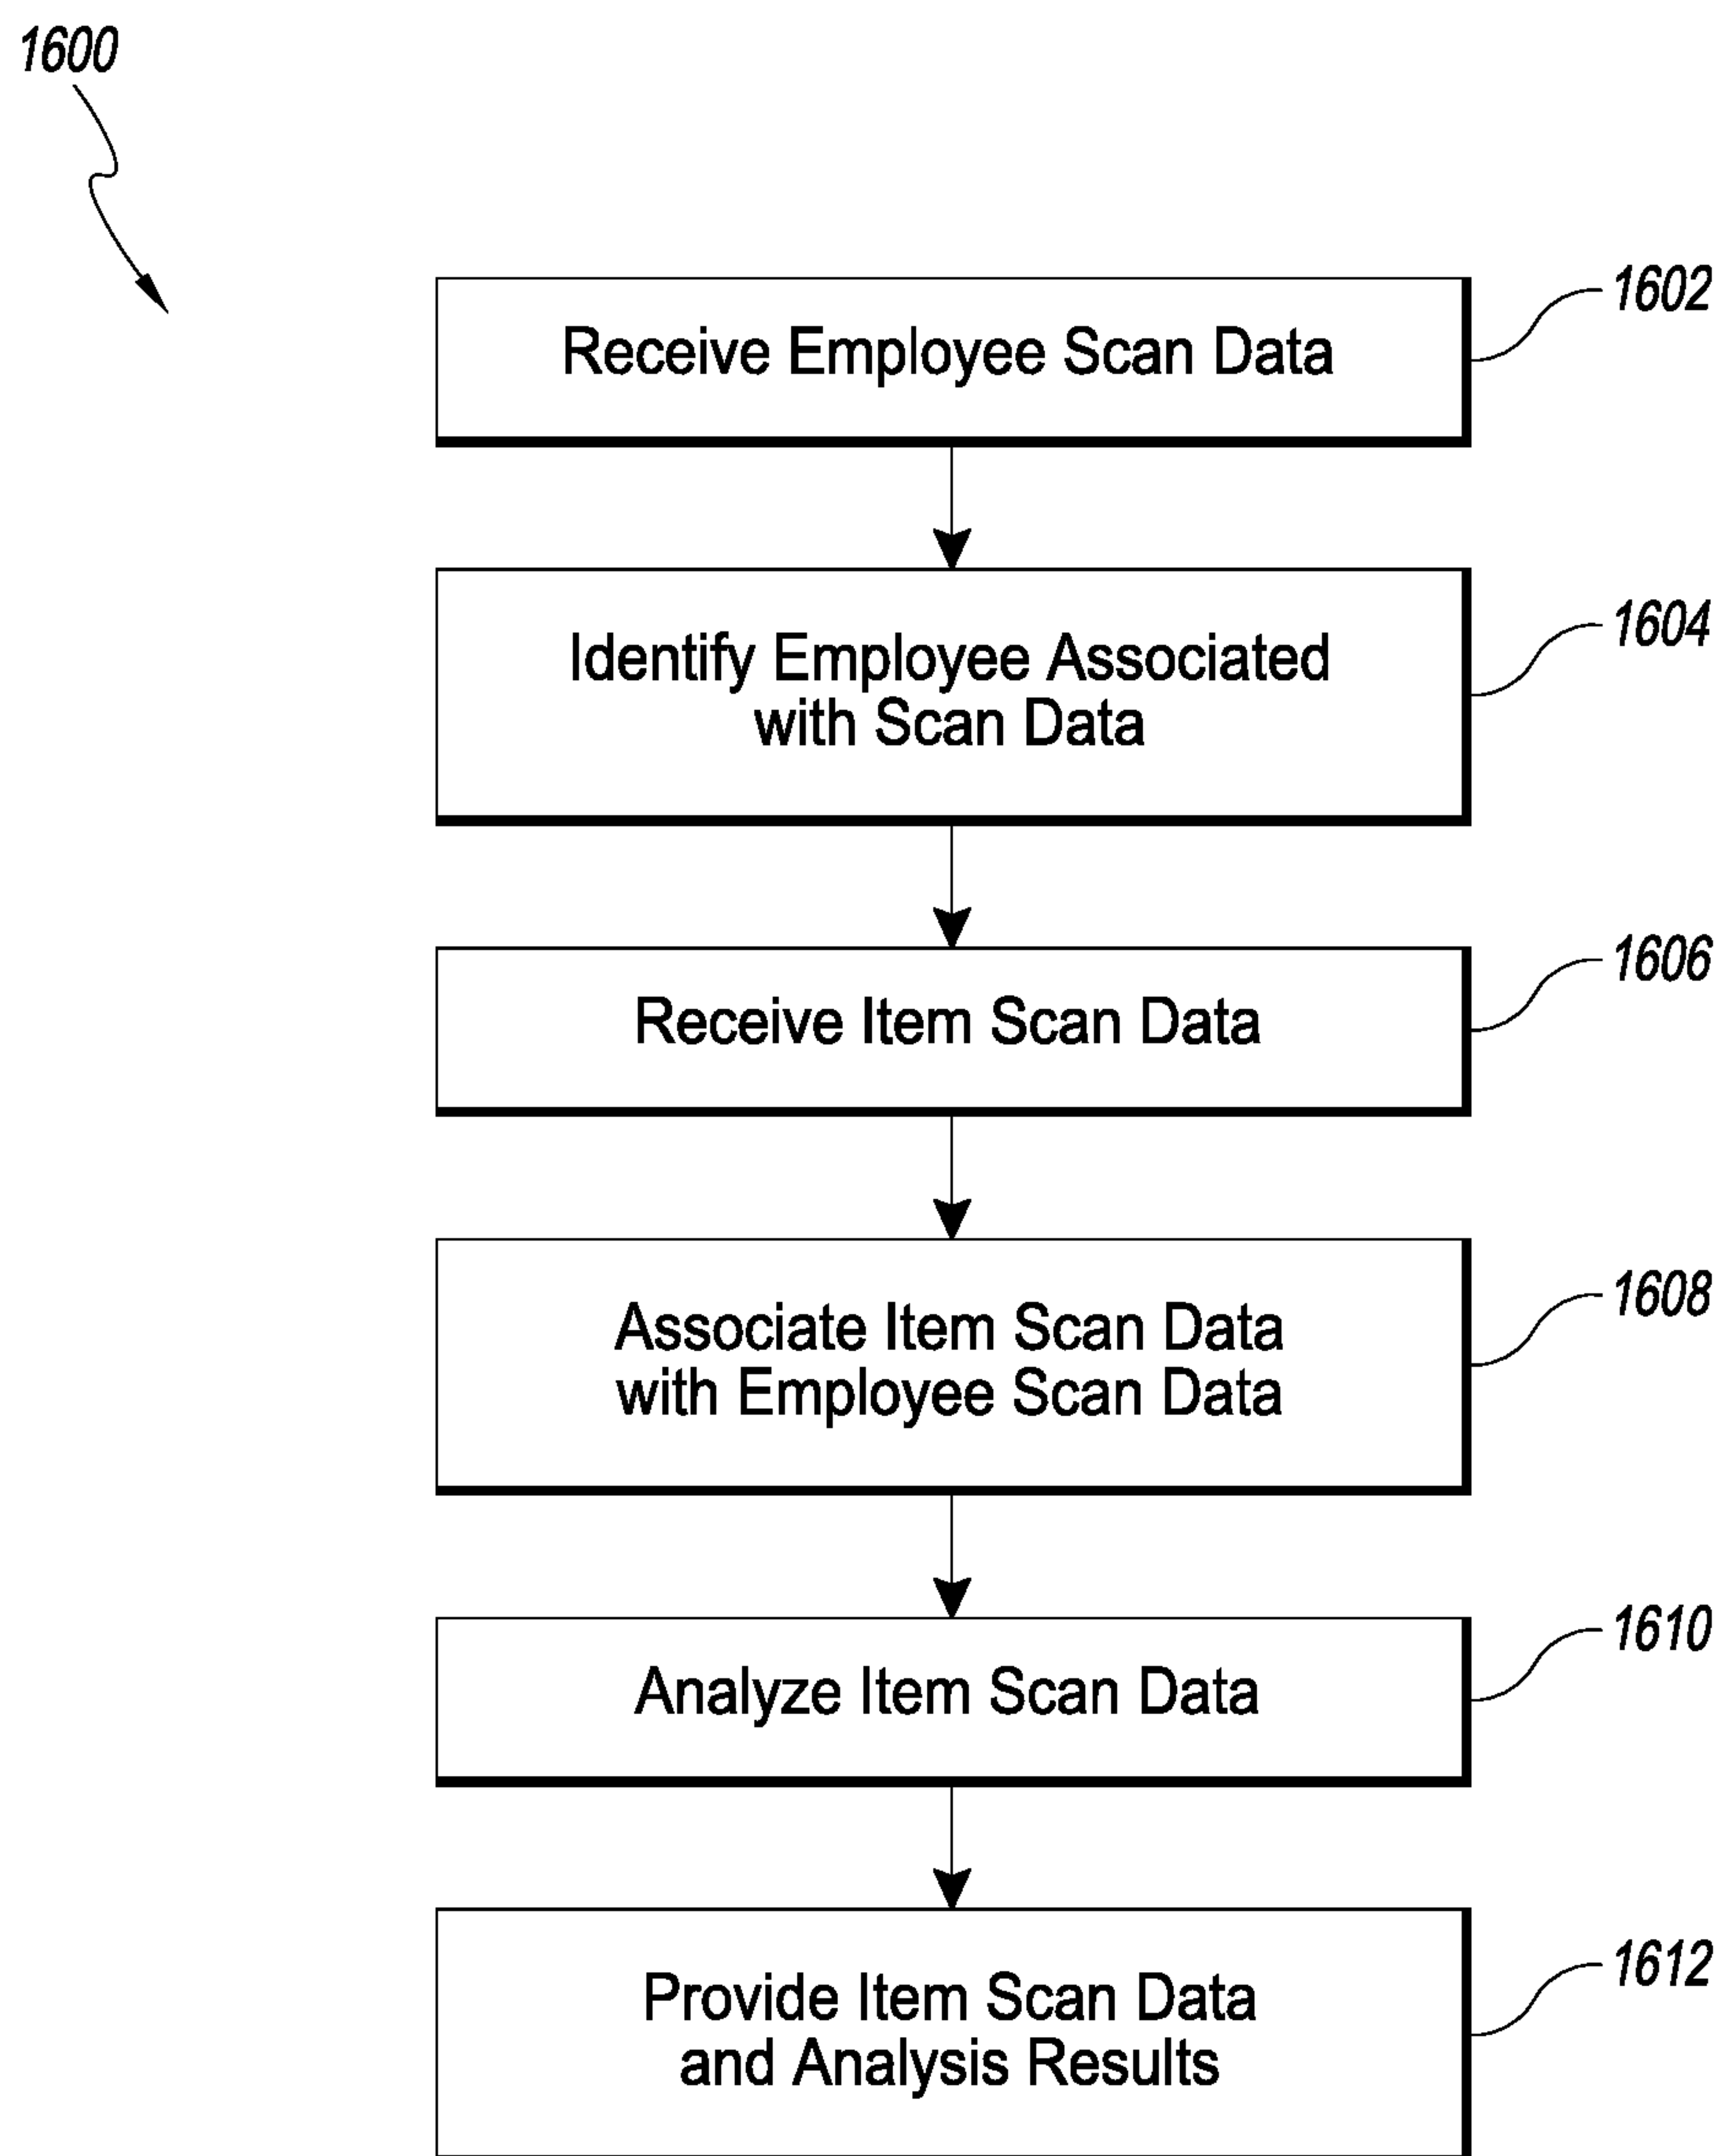 1600
Receive Employee Scan Data
1602
Identify Employee Associated
with Scan Data
1604
Receive Item Scan Data
1606
Associate Item Scan Data
with Employee Scan Data
1608
Analyze Item Scan Data
1610
Provide Item Scan Data
and Analysis Results
1612